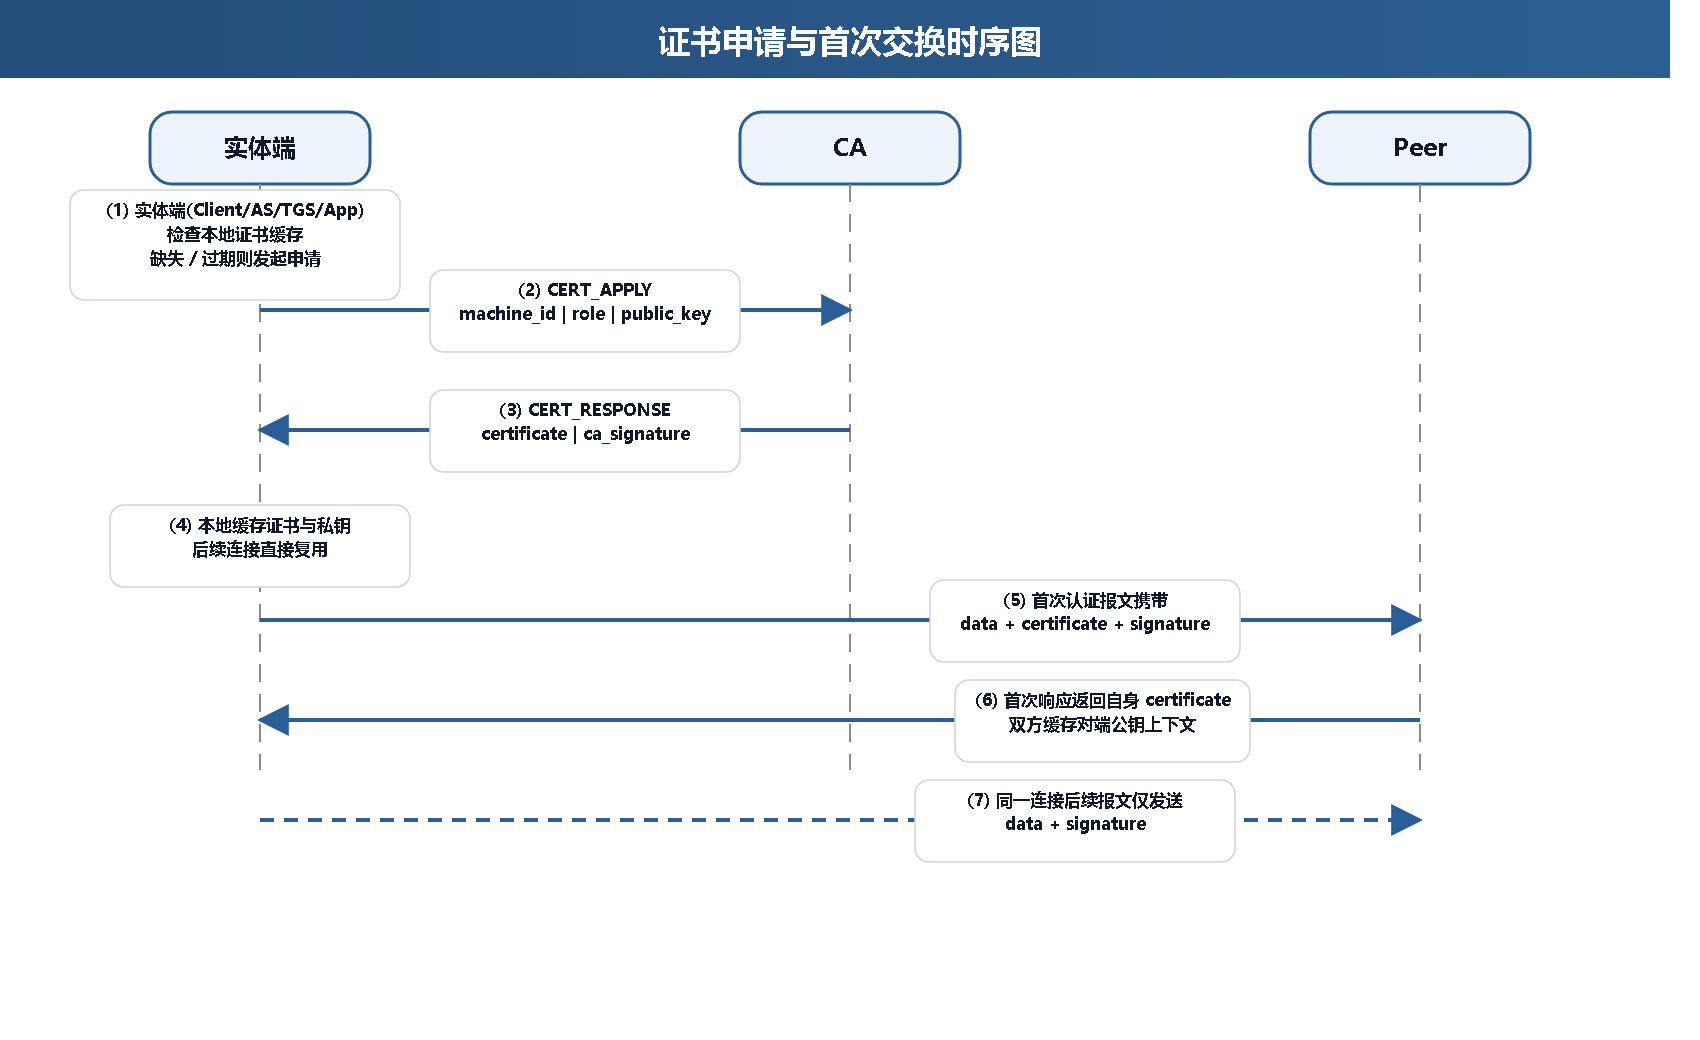 证书申请与首次交换时序图
实体端
CA
Peer
(1) 实体端(Client/AS/TGS/App)
检查本地证书缓存
缺失 / 过期则发起申请
(2) CERT_APPLY
machine_id | role | public_key
(3) CERT_RESPONSE
certificate | ca_signature
(4) 本地缓存证书与私钥
后续连接直接复用
(5) 首次认证报文携带
data + certificate + signature
(6) 首次响应返回自身 certificate
双方缓存对端公钥上下文
(7) 同一连接后续报文仅发送
data + signature